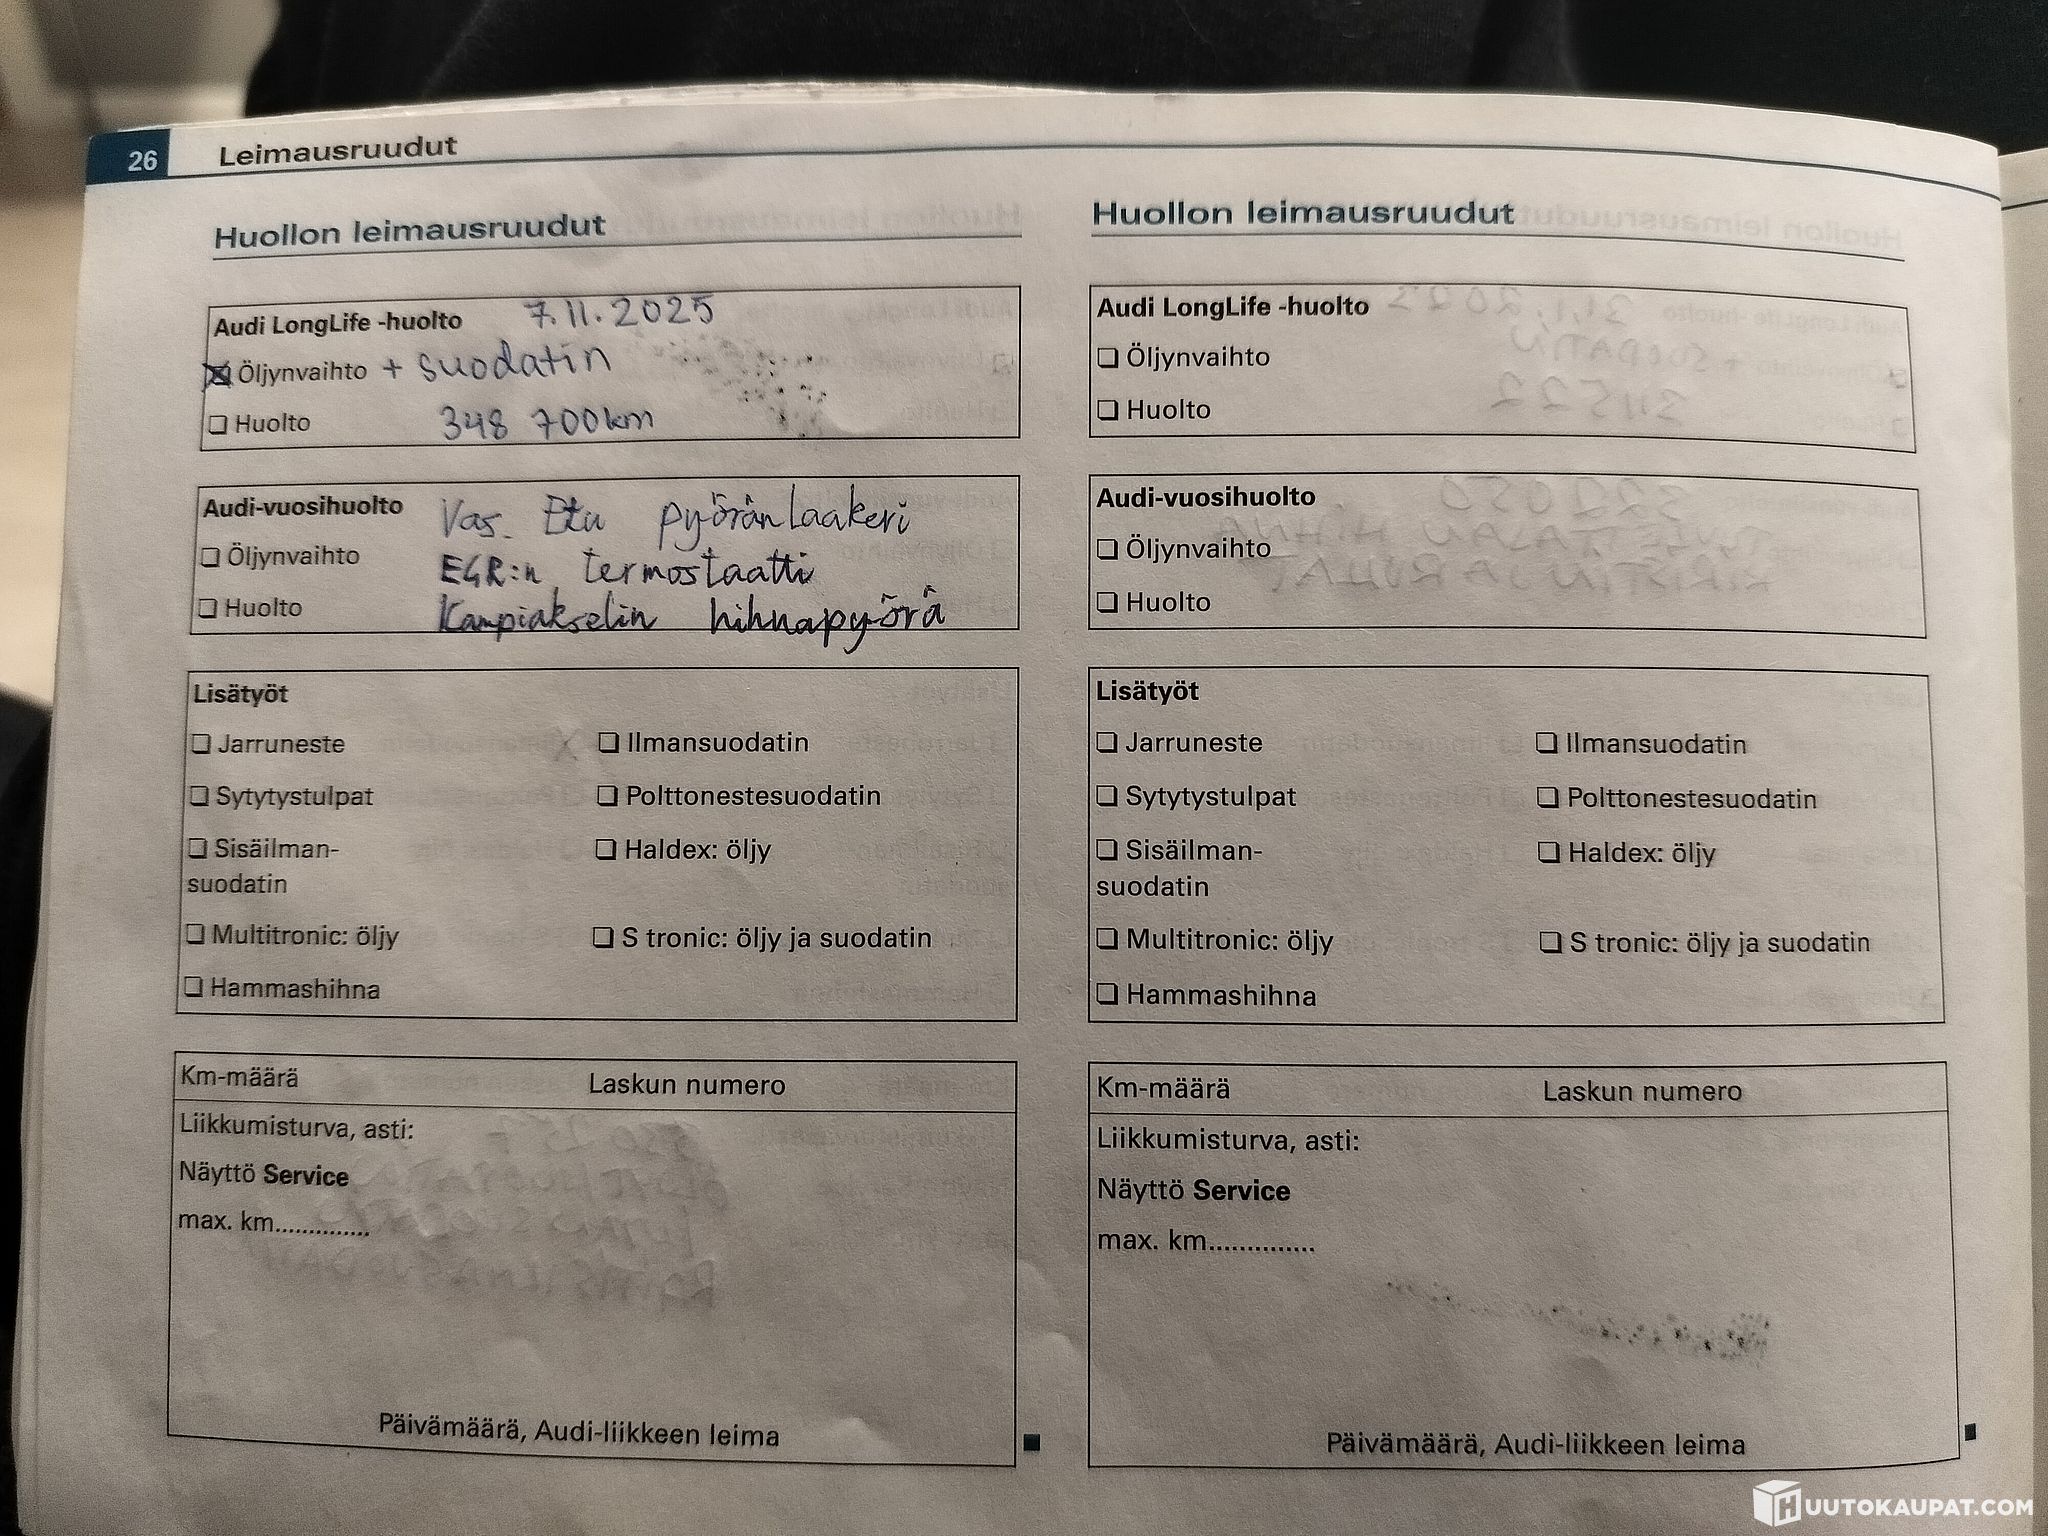 26 Leimausruudut
Huollon leimausruudut
Audi LongLife -huolto 7.11.2025
Öljynvaihto + suodatin
Huolto 348 700km
Audi-vuosihuolto Vas. Etu pyöränlaakeri
Öljynvaihto EGR:n termostaatti
Huolto Kampiakselin hihnapyörä
Lisätyöt
Jarruneste Ilmansuodatin
Sytytystulpat Polttonestesuodatin
Sisäilman- Haldex: öljy
suodatin
Multitronic: öljy S tronic: öljy ja suodatin
Hammashihna
Km-määrä Laskun numero
Liikkumisturva, asti:
Näyttö Service
max. km..............
Päivämäärä, Audi-liikkeen leima
Huollon leimausruudut
Audi LongLife -huolto
Öljynvaihto
Huolto
Audi-vuosihuolto
Öljynvaihto
Huolto
Lisätyöt
Jarruneste Ilmansuodatin
Sytytystulpat Polttonestesuodatin
Sisäilman- Haldex: öljy
suodatin
Multitronic: öljy S tronic: öljy ja suodatin
Hammashihna
Km-määrä Laskun numero
Liikkumisturva, asti:
Näyttö Service
max. km..............
Päivämäärä, Audi-liikkeen leima
HUUTOKAUPAT.COM